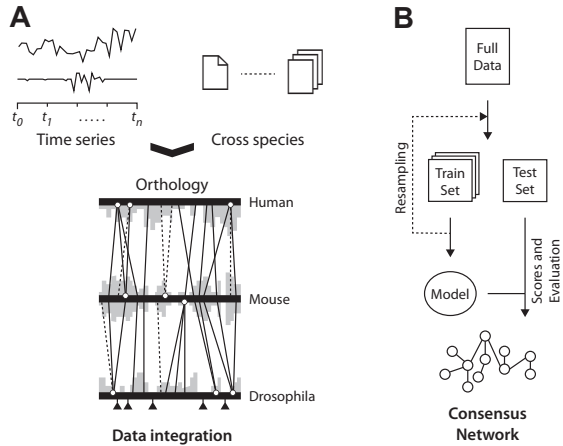 A
t0 t1 ..... tn
Time series
Cross species
Orthology
Human
Mouse
Drosophila
Data integration
B
Full
Data
Resampling
Train
Set
Test
Set
Model
Scores and
Evaluation
Consensus
Network